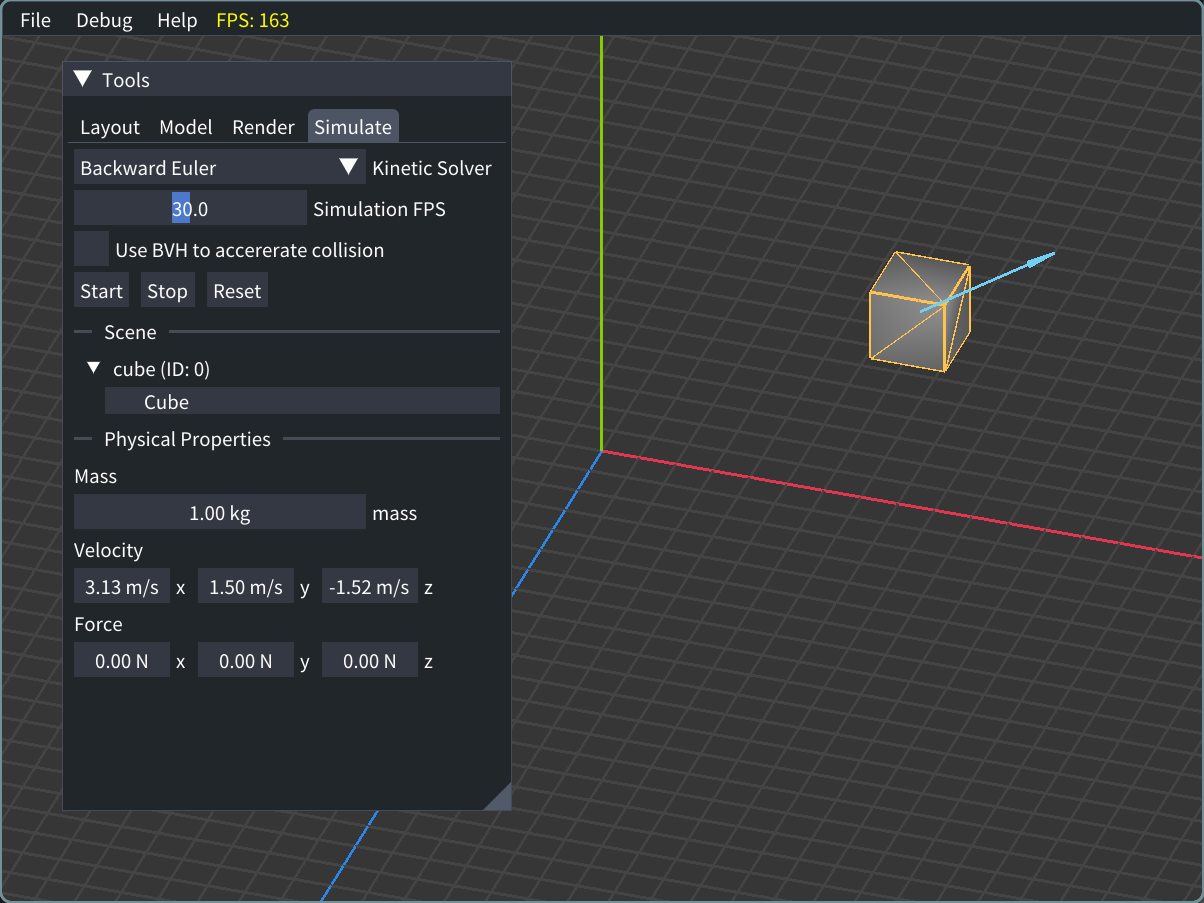 File Debug Help FPS: 163
Tools
Layout Model Render Simulate
Backward Euler Kinetic Solver
30.0 Simulation FPS
Use BVH to accererate collision
Start Stop Reset
Scene
cube (ID: 0)
Cube
Physical Properties
Mass
1.00 kg mass
Velocity
3.13 m/s x 1.50 m/s y -1.52 m/s z
Force
0.00 N x 0.00 N y 0.00 N z